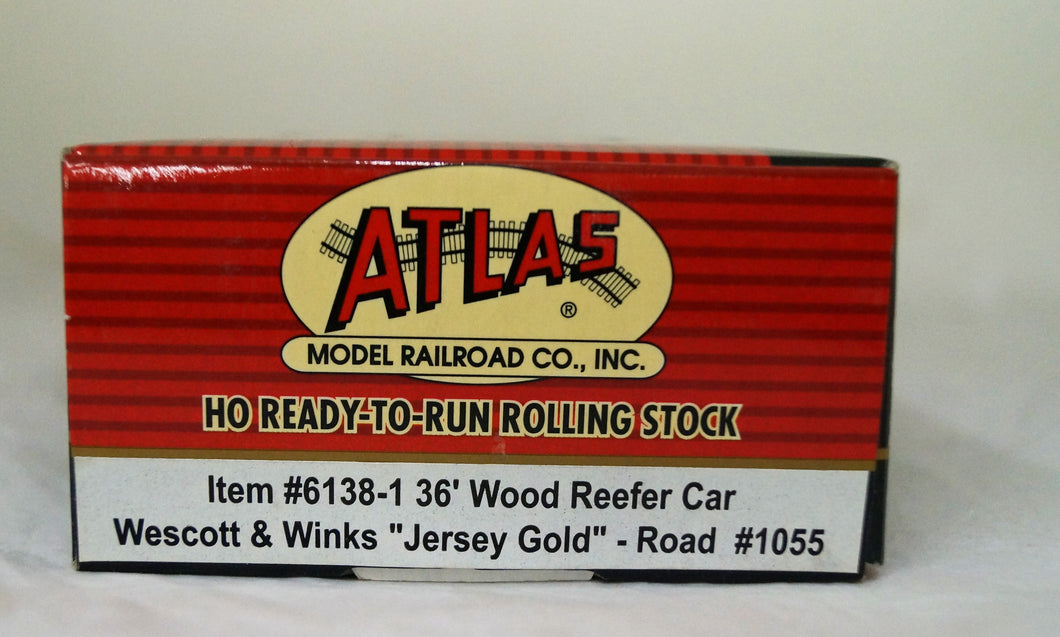 ATLAS
®
MODEL RAILROAD CO., INC.
HO READY-TO-RUN ROLLING STOCK
Item #6138-1 36' Wood Reefer Car
Wescott & Winks "Jersey Gold" - Road #1055